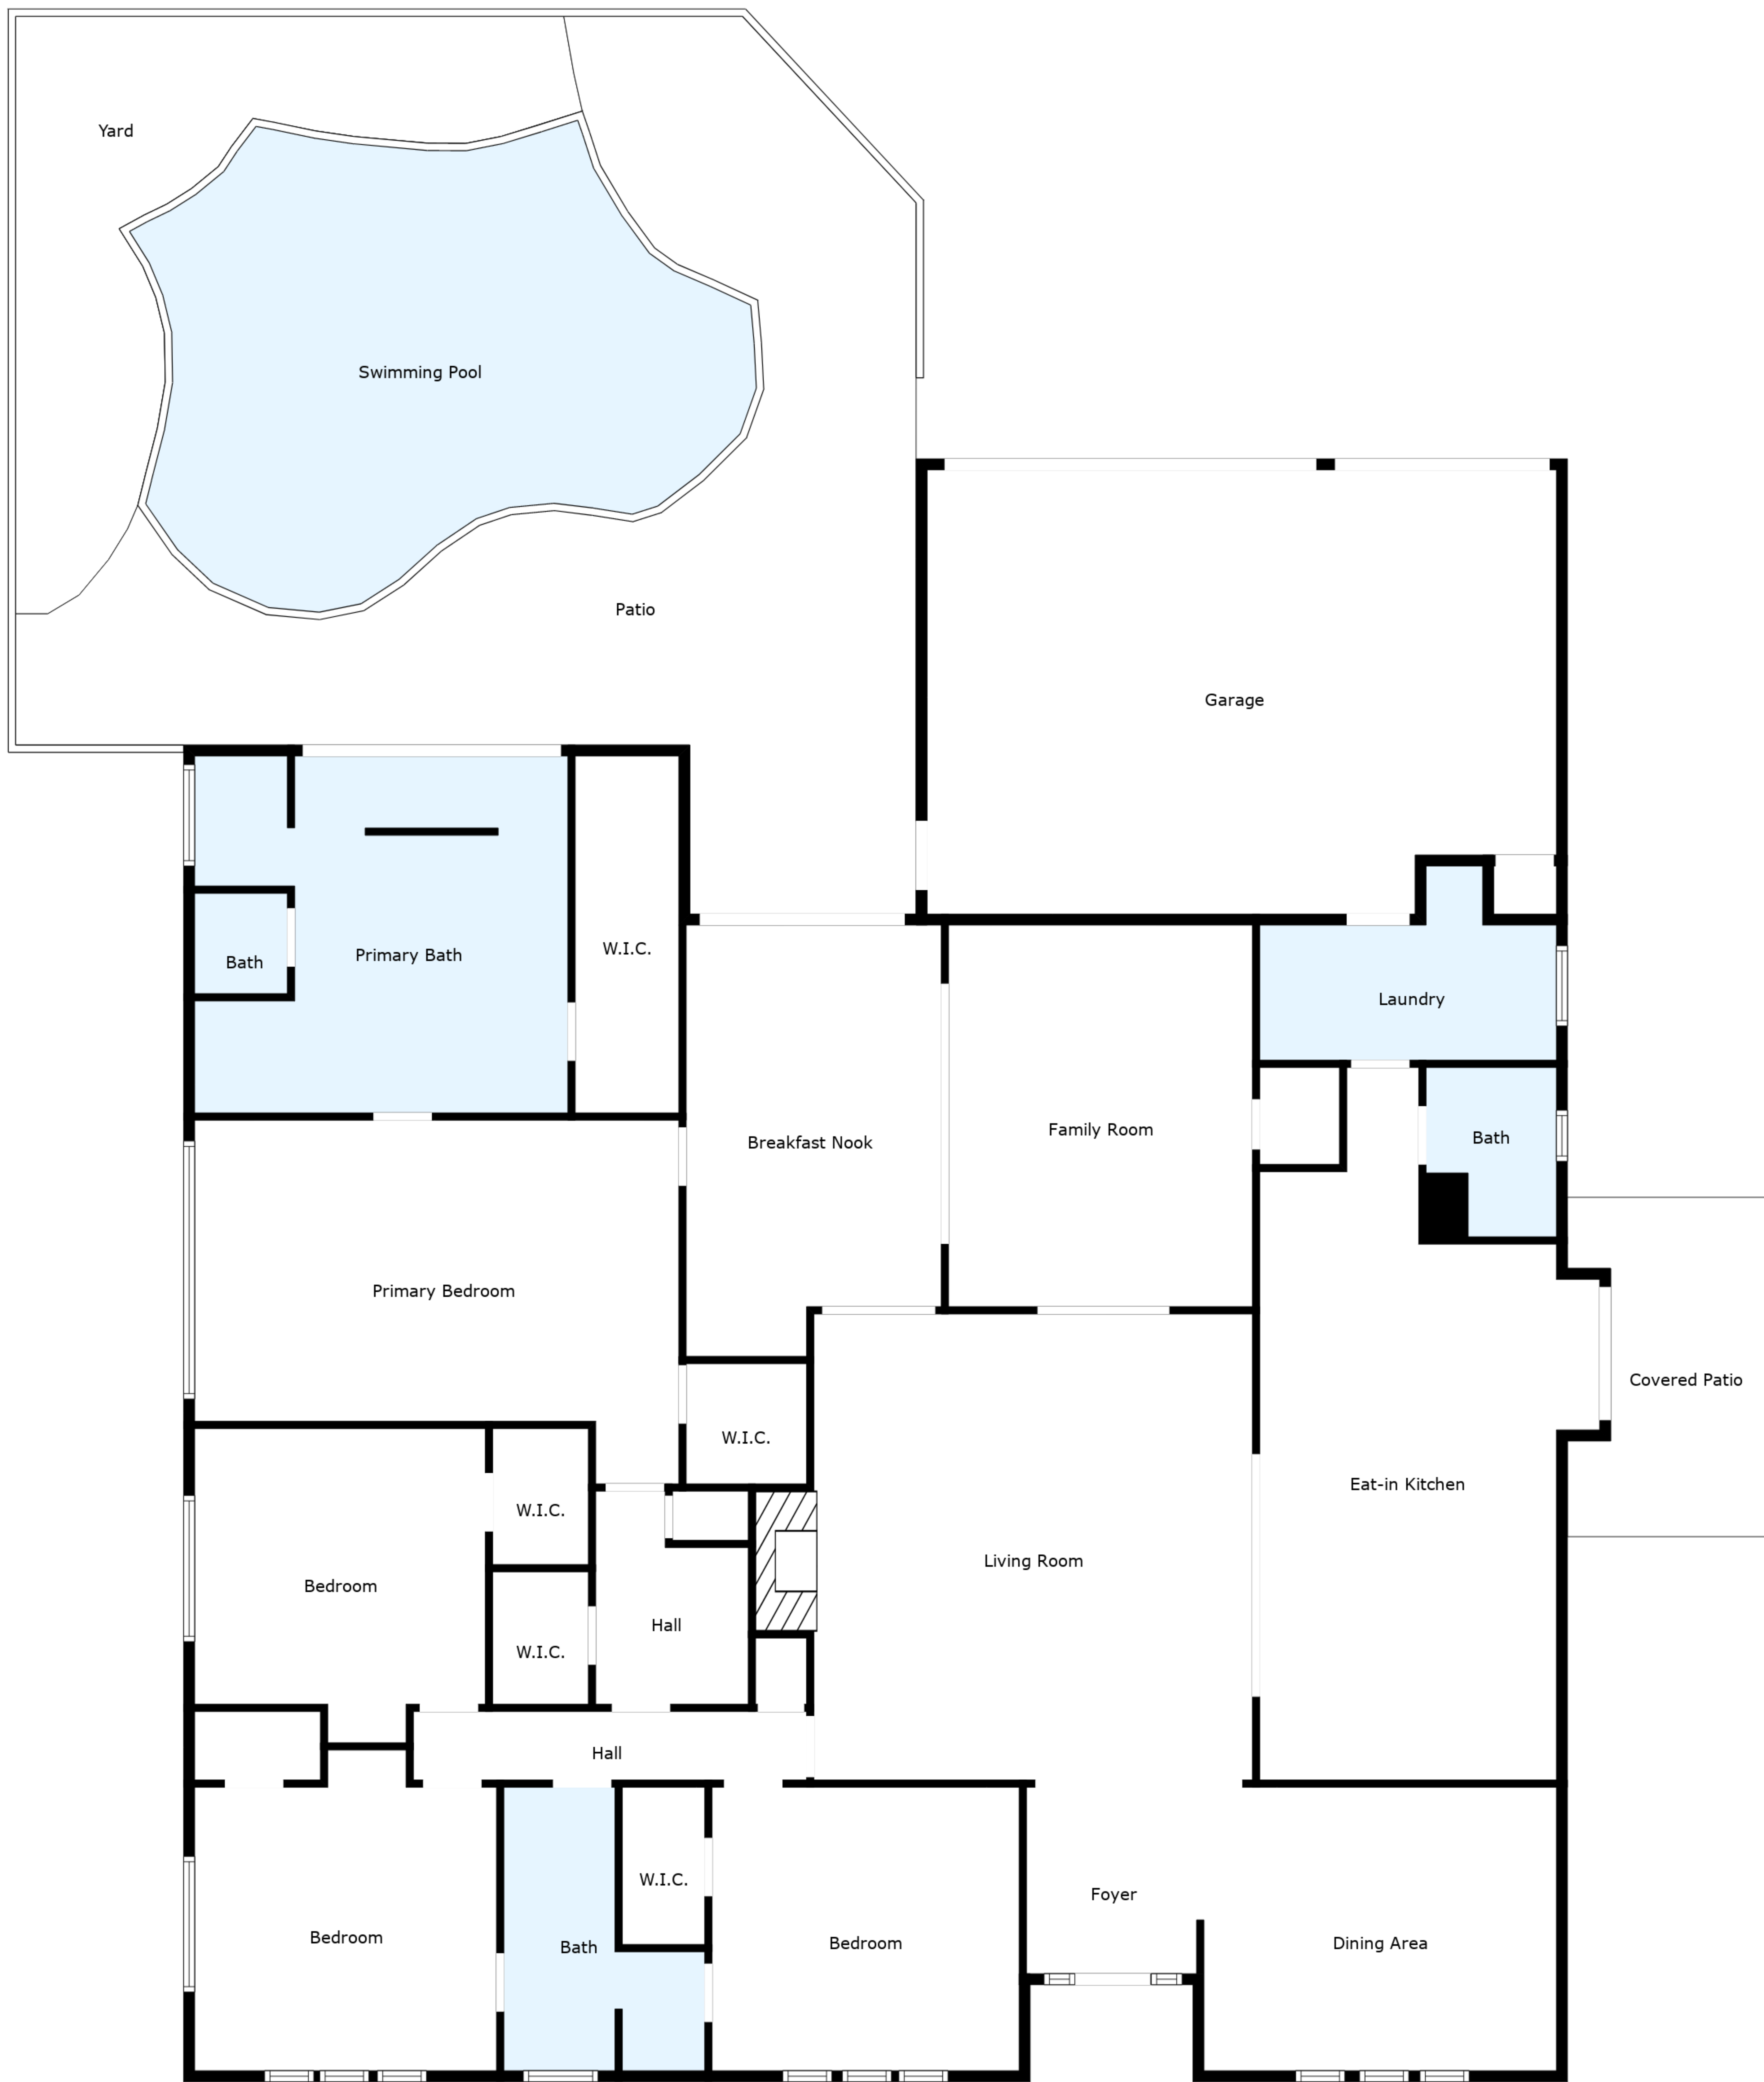 Yard
Swimming Pool
Patio
Garage
W.I.C.
Primary Bath
Bath
Laundry
Family Room
Bath
Breakfast Nook
Primary Bedroom
Covered Patio
W.I.C.
Eat-in Kitchen
W.I.C.
Living Room
Bedroom
Hall
W.I.C.
Hall
W.I.C.
Foyer
Bedroom
Bath
Bedroom
Dining Area